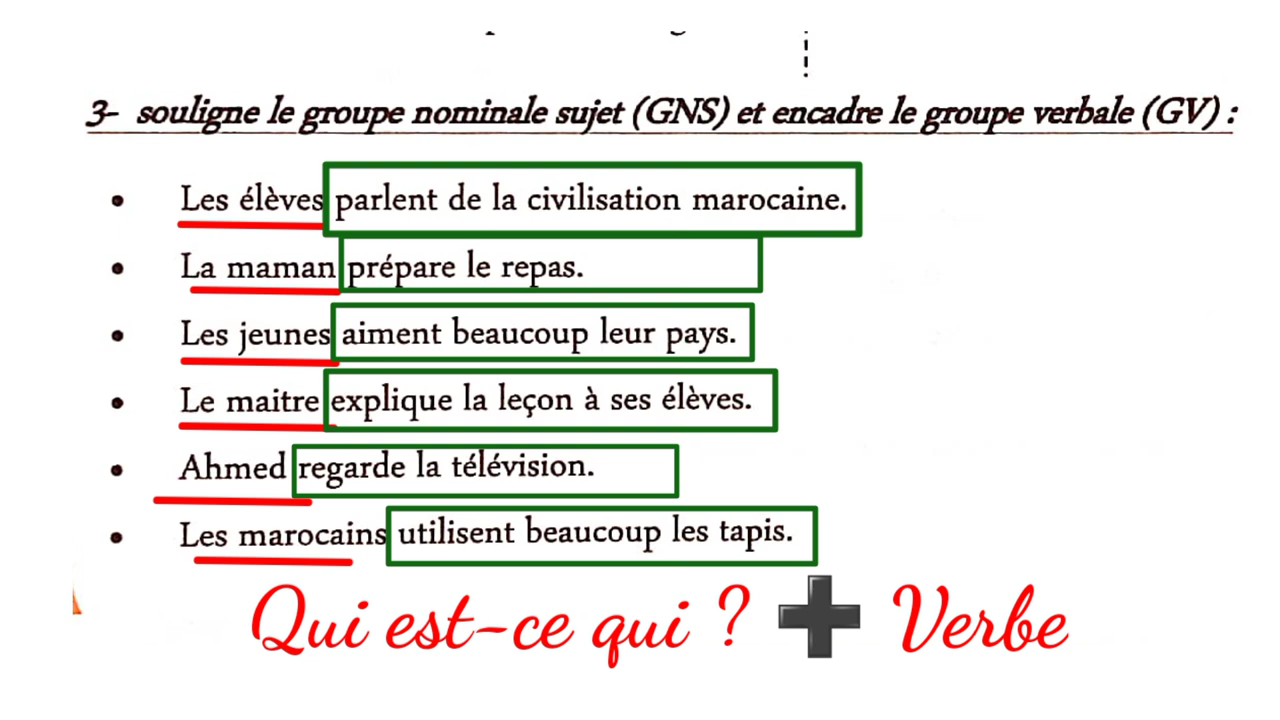 3- souligne le groupe nominale sujet (GNS) et encadre le groupe verbale (GV) :
• Les élèves parlent de la civilisation marocaine.
• La maman prépare le repas.
• Les jeunes aiment beaucoup leur pays.
• Le maitre explique la leçon à ses élèves.
• Ahmed regarde la télévision.
• Les marocains utilisent beaucoup les tapis.
Qui est-ce qui ? ➕ Verbe